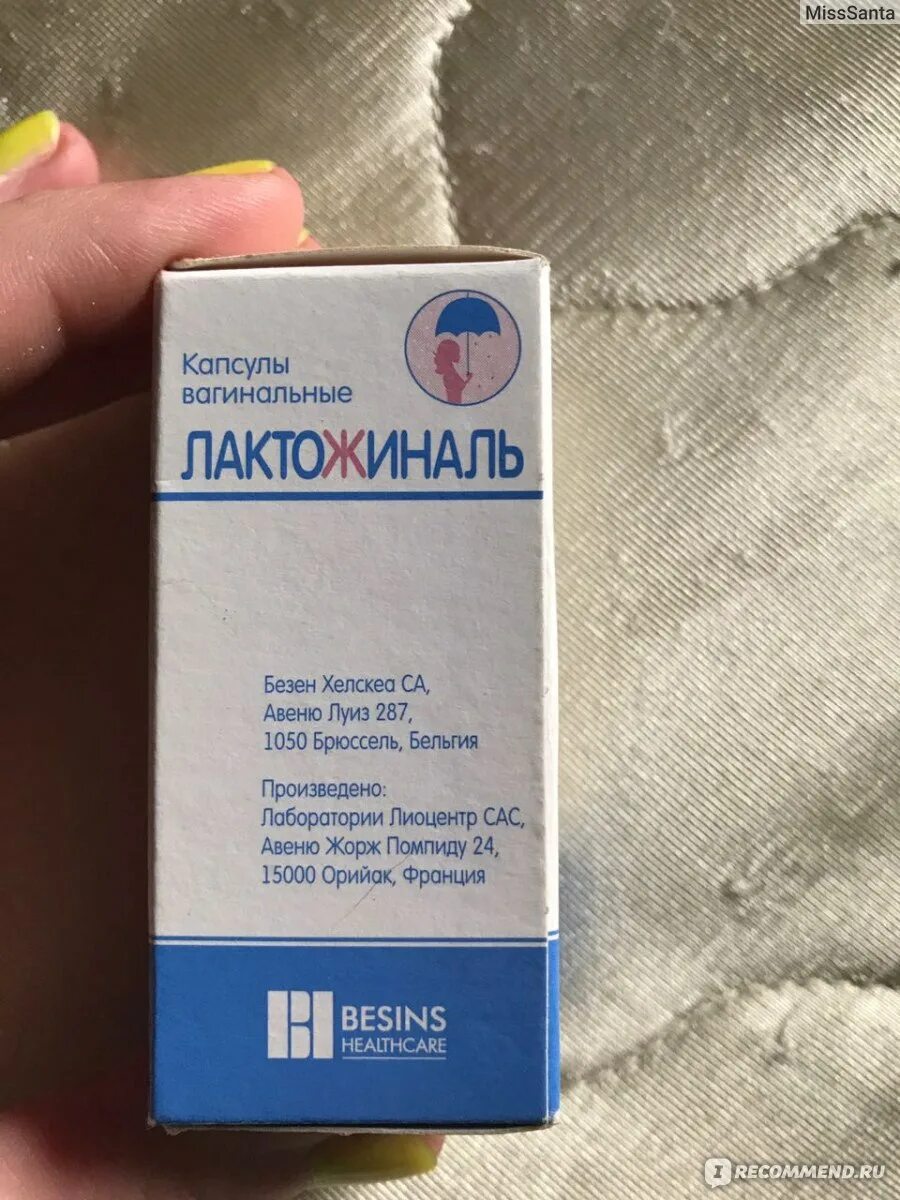 MissSanta
Капсулы
вагинальные
ЛАКТОЖИНАЛЬ
Безен Хелскеа СА,
Авеню Луиз 287,
1050 Брюссель, Бельгия
Произведено:
Лаборатории Лиоцентр САС,
Авеню Жорж Помпиду 24,
15000 Орийак, Франция
BESINS
HEALTHCARE
IRECOMMEND.RU